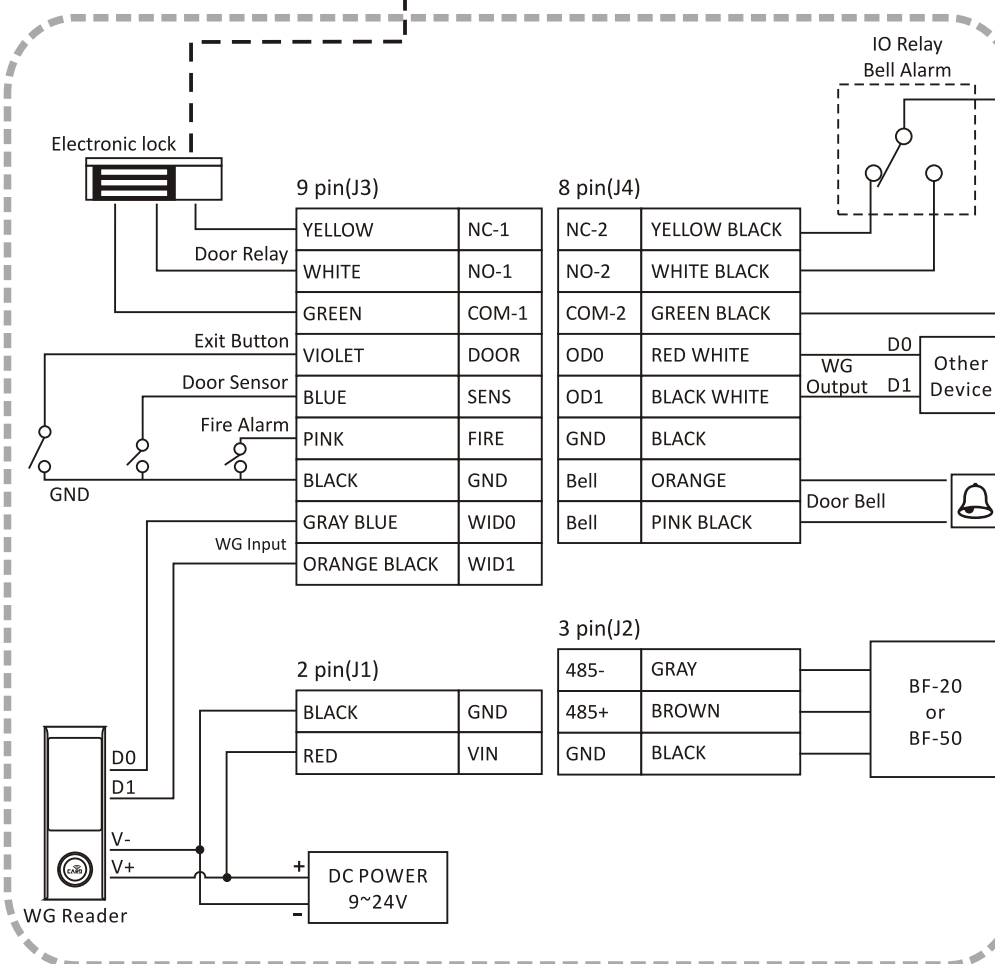 IO Relay
Bell Alarm
Electronic lock
9 pin(J3)
8 pin(J4)
YELLOW NC-1
NC-2 YELLOW BLACK
Door Relay
WHITE NO-1
NO-2 WHITE BLACK
GREEN COM-1
COM-2 GREEN BLACK
Exit Button
VIOLET DOOR
OD0 RED WHITE
D0
WG
Output
D1
Other
Device
Door Sensor
BLUE SENS
OD1 BLACK WHITE
Fire Alarm
PINK FIRE
GND BLACK
BLACK GND
Bell ORANGE
GND
Door Bell
GRAY BLUE WID0
Bell PINK BLACK
WG Input
ORANGE BLACK WID1
3 pin(J2)
2 pin(J1)
485- GRAY
485+ BROWN
GND BLACK
BF-20
or
BF-50
BLACK GND
RED VIN
D0
D1
V-
V+
CARD
+
-
DC POWER
9~24V
WG Reader